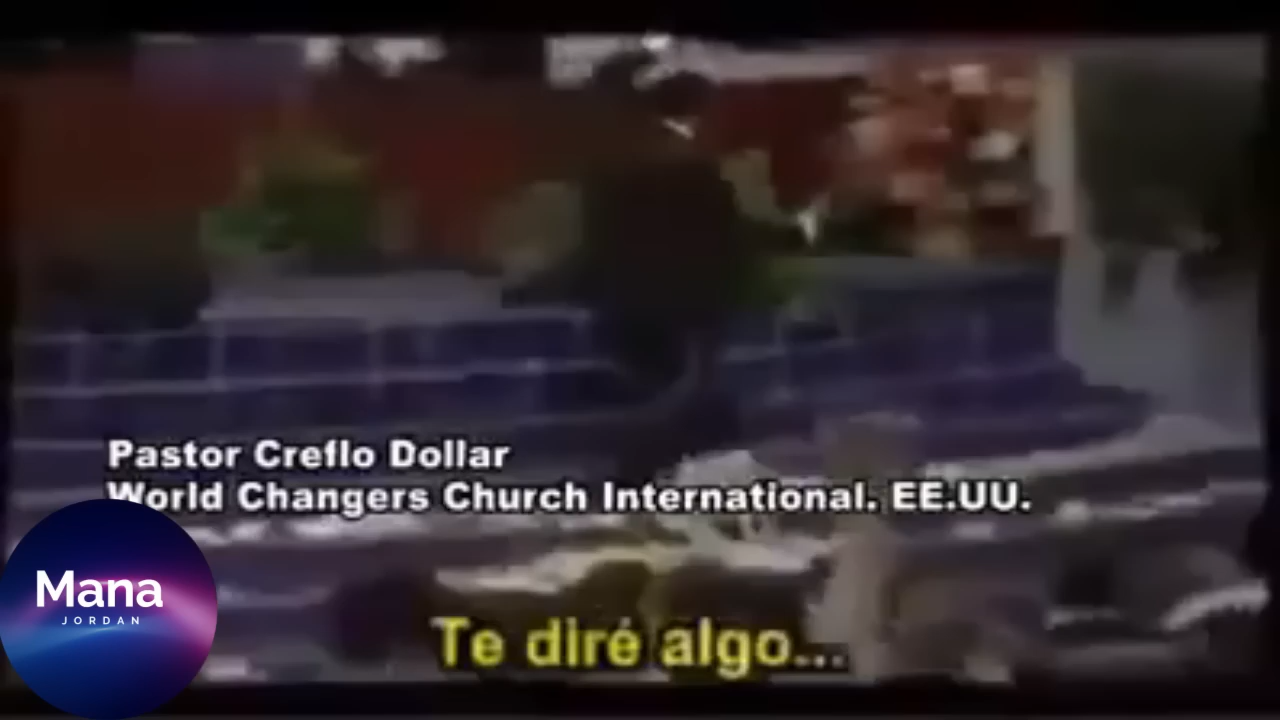 Pastor Creflo Dollar
World Changers Church International. EE.UU.
Mana
JORDAN
Te diré algo...